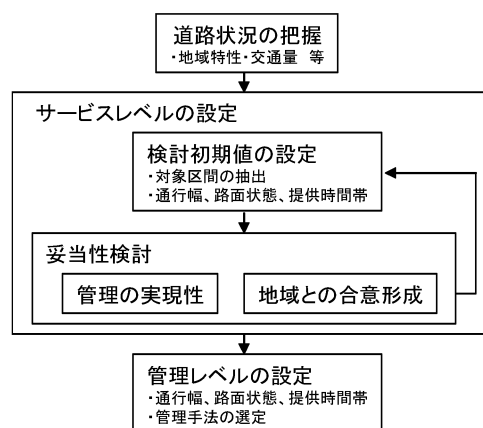 道路状況の把握
・地域特性・交通量 等
サービスレベルの設定
検討初期値の設定
・対象区間の抽出
・通行幅、路面状態、提供時間帯
妥当性検討
管理の実現性
地域との合意形成
管理レベルの設定
・通行幅、路面状態、提供時間帯
・管理手法の選定